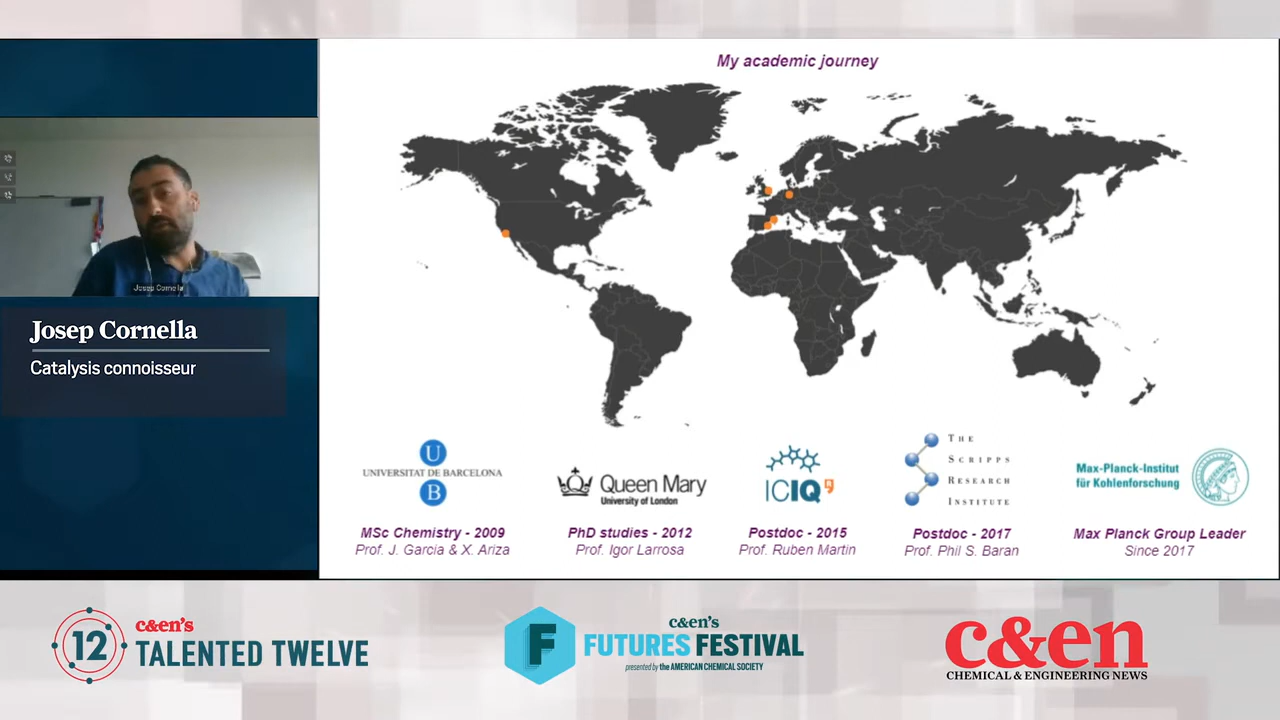 My academic journey
Josep Cornella
Josep Cornella
Catalysis connoisseur
U
UNIVERSITAT DE BARCELONA
B
MSc Chemistry - 2009
Prof. J. Garcia & X. Ariza
Queen Mary
University of London
PhD studies - 2012
Prof. Igor Larrosa
ICIQ
Postdoc - 2015
Prof. Ruben Martin
THE
SCRIPPS
RESEARCH
INSTITUTE
Postdoc - 2017
Prof. Phil S. Baran
Max-Planck-Institut
für Kohlenforschung
Max Planck Group Leader
Since 2017
12
c&en's
TALENTED TWELVE
F
c&en's
FUTURES FESTIVAL
presented by the AMERICAN CHEMICAL SOCIETY
c&en
CHEMICAL & ENGINEERING NEWS